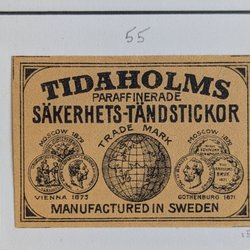 55
TIDAHOLMS
PARAFFINERADE
SÄKERHETS-TÄNDSTICKOR
TRADE MARK
MOSCOW 1872
MOSCOW 1872
VIENNA 1873
GOTHENBURG 1871
MANUFACTURED IN SWEDEN